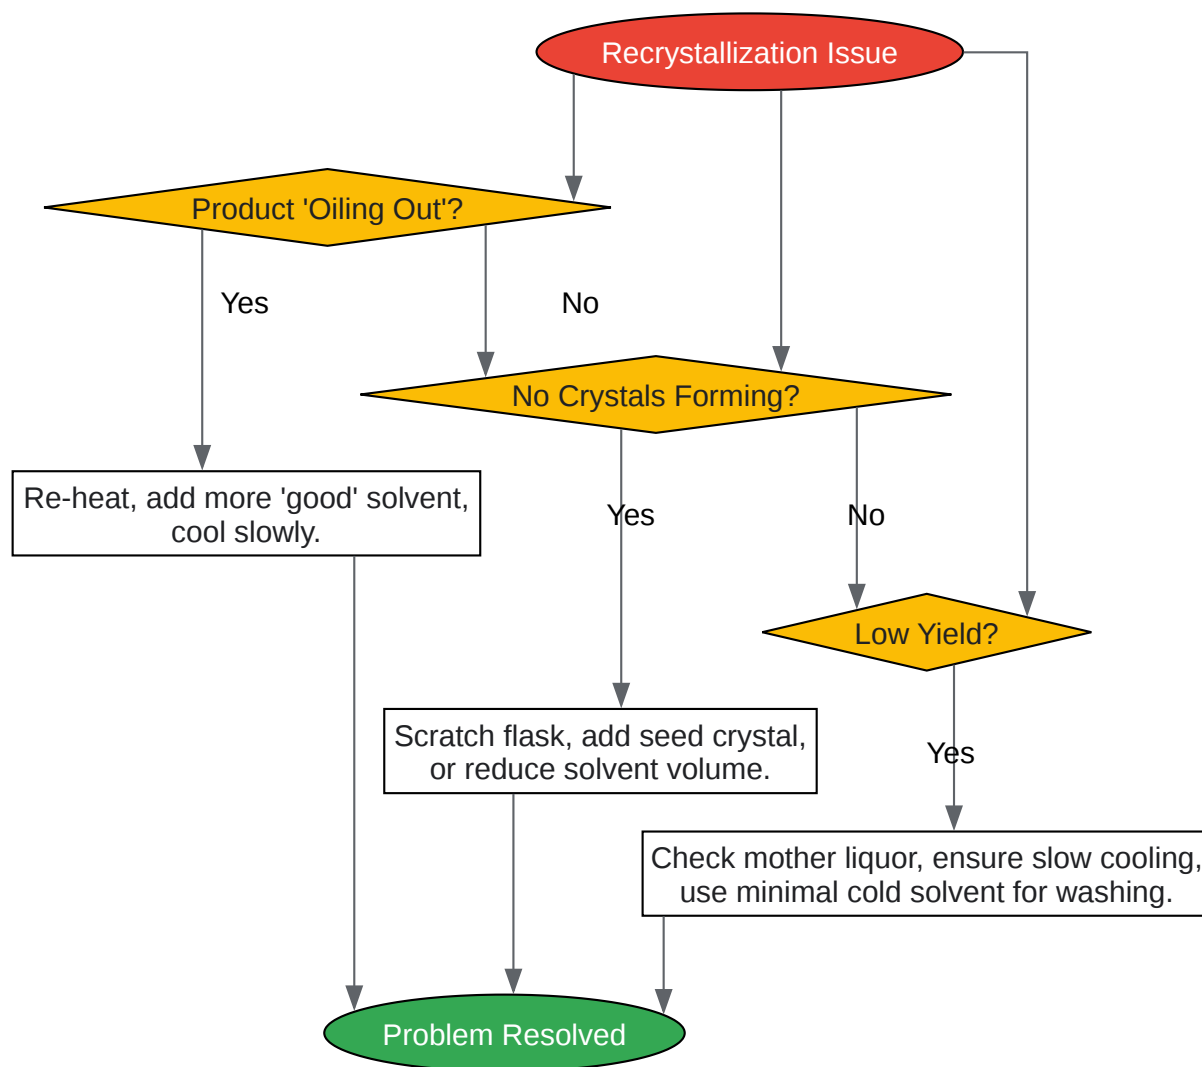 Recrystallization Issue
Product 'Oiling Out'?
Yes
No
No Crystals Forming?
Re-heat, add more 'good' solvent,
cool slowly.
Yes
No
Low Yield?
Scratch flask, add seed crystal,
or reduce solvent volume.
Yes
Check mother liquor, ensure slow cooling,
use minimal cold solvent for washing.
Problem Resolved